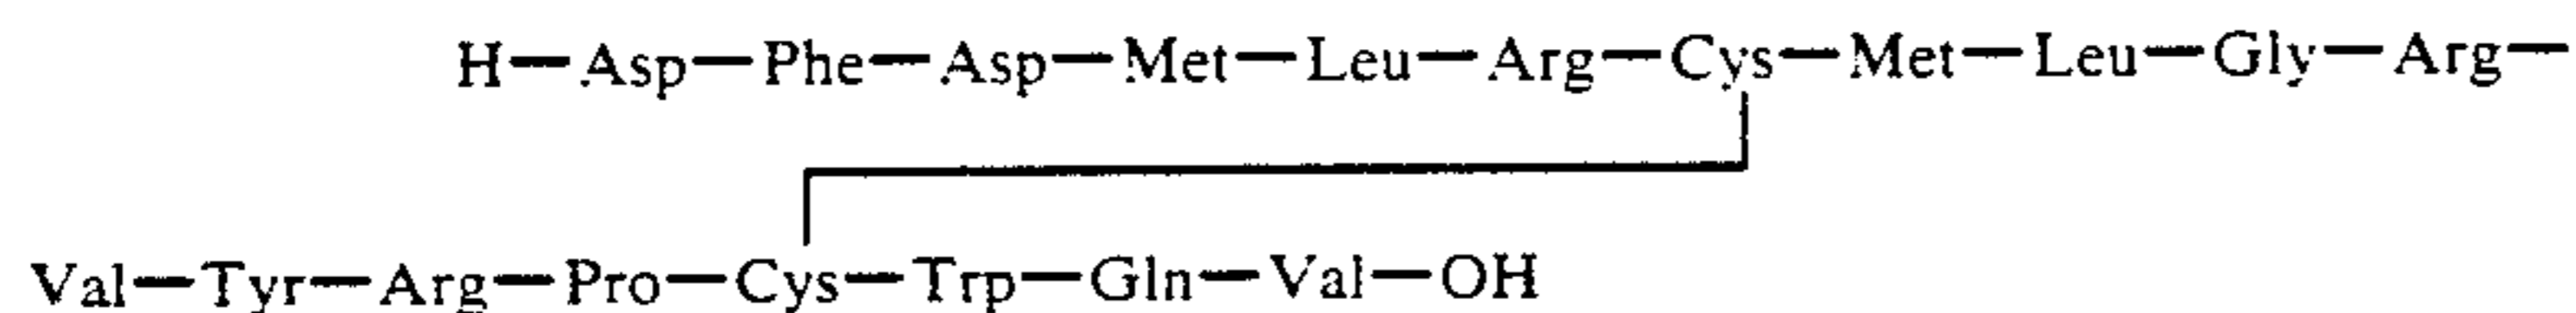 H—Asp—Phe—Asp—Met—Leu—Arg—Cys—Met—Leu—Gly—Arg—
Val—Tyr—Arg—Pro—Cys—Trp—Gln—Val—OH